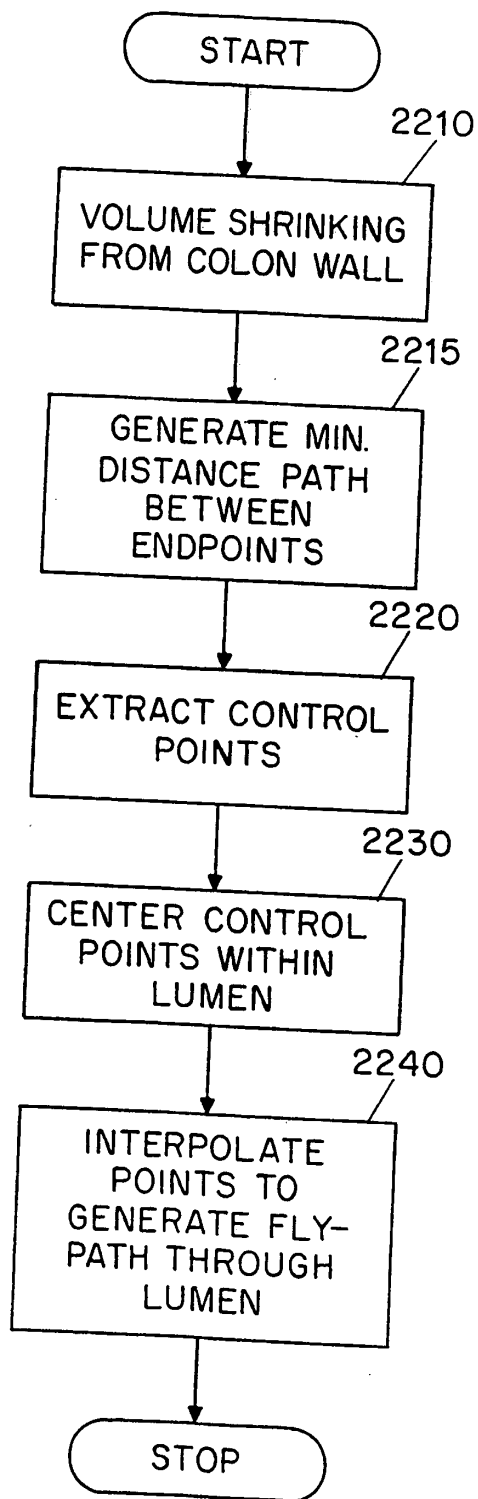 START
2210
VOLUME SHRINKING
FROM COLON WALL
2215
GENERATE MIN.
DISTANCE PATH
BETWEEN
ENDPOINTS
2220
EXTRACT CONTROL
POINTS
2230
CENTER CONTROL
POINTS WITHIN
LUMEN
2240
INTERPOLATE
POINTS TO
GENERATE FLY-
PATH THROUGH
LUMEN
STOP